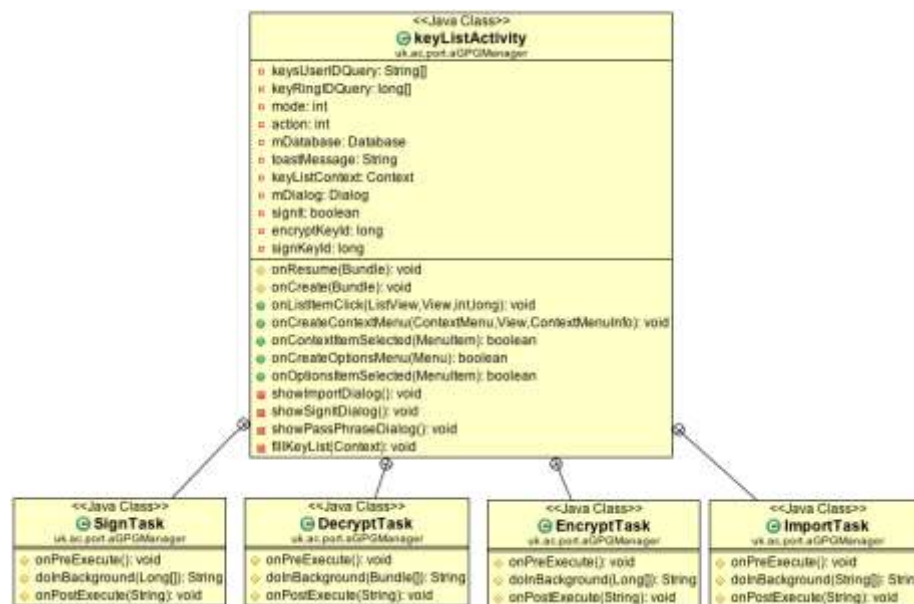 <<Java Class>>
keyListActivity
uk.ac.port.aGPGManager
keysUserIDQuery: String[]
keyRingIDQuery: long[]
mode: int
action: int
mDatabase: Database
toastMessage: String
keyListContext: Context
mDialog: Dialog
signIt: boolean
encryptKeyId: long
signKeyId: long
onResume(Bundle): void
onCreate(Bundle): void
onListItemClick(ListView,View,int,long): void
onCreateContextMenu(ContextMenu,View,ContextMenuInfo): void
onContextItemSelected(MenuItem): boolean
onCreateOptionsMenu(Menu): boolean
onOptionsItemSelected(MenuItem): boolean
showImportDialog(): void
showSignItDialog(): void
showPassPhraseDialog(): void
fillKeyList(Context): void
<<Java Class>>
SignTask
uk.ac.port.aGPGManager
onPreExecute(): void
doInBackground(Long[]): String
onPostExecute(String): void
<<Java Class>>
DecryptTask
uk.ac.port.aGPGManager
onPreExecute(): void
doInBackground(Bundle[]): String
onPostExecute(String): void
<<Java Class>>
EncryptTask
uk.ac.port.aGPGManager
onPreExecute(): void
doInBackground(Long[]): String
onPostExecute(String): void
<<Java Class>>
ImportTask
uk.ac.port.aGPGManager
onPreExecute(): void
doInBackground(String[]): String
onPostExecute(String): void